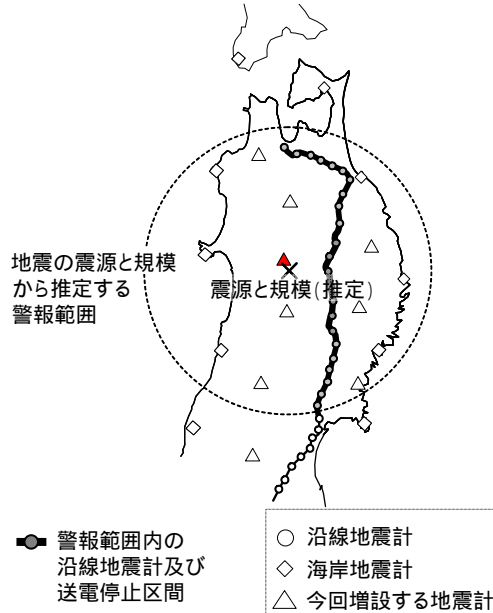 地震の震源と規模
から推定する
警報範囲
震源と規模(推定)
警報範囲内の
沿線地震計及び
送電停止区間
沿線地震計
海岸地震計
今回増設する地震計